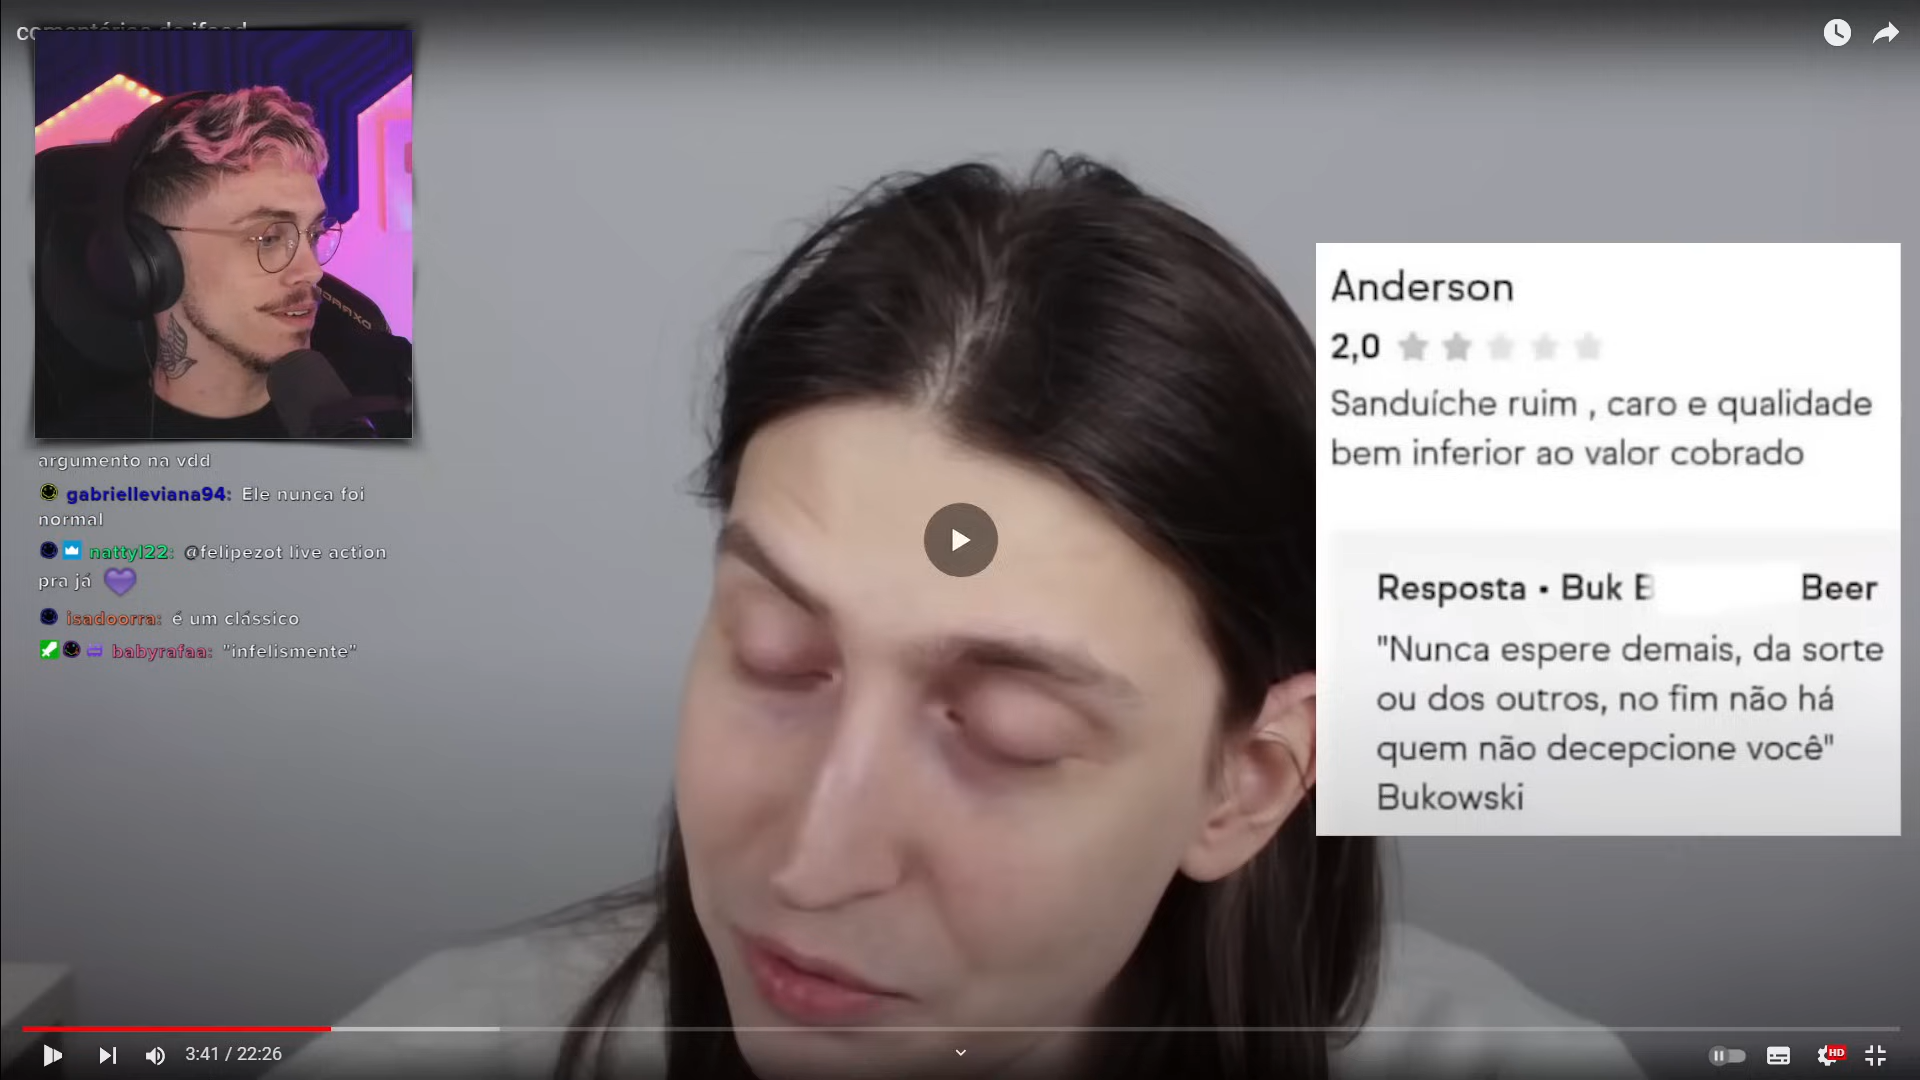 Anderson
2,0
Sanduíche ruim , caro e qualidade
bem inferior ao valor cobrado
Resposta • Buk B Beer
"Nunca espere demais, da sorte
ou dos outros, no fim não há
quem não decepcione você"
Bukowski
argumento na vdd
gabrielleviana94: Ele nunca foi
normal
nattyl22: @felipezot live action
pra já
isadoorra: é um clássico
babyrafaa: "infelismente"
3:41 / 22:26
HD